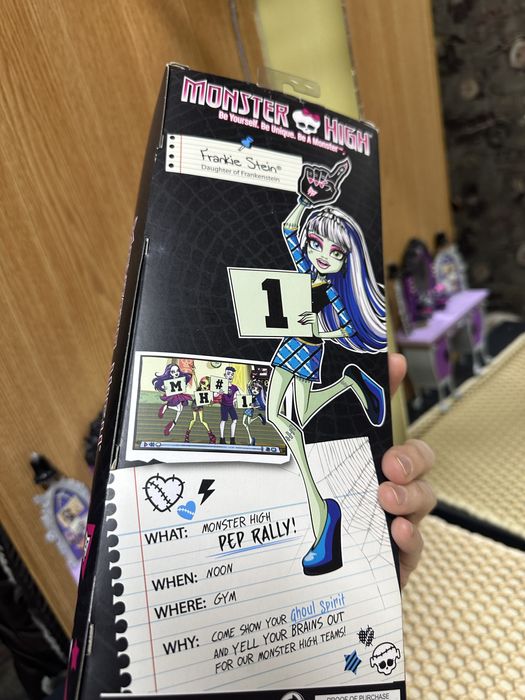 MONSTER HIGH™
Be Yourself. Be Unique. Be A Monster™.
Frankie Stein®
Daughter of Frankenstein
1
M H # 1
WHAT: MONSTER HIGH
PEP RALLY!
WHEN: NOON
WHERE: GYM
WHY: COME SHOW YOUR Ghoul Spirit
AND YELL YOUR BRAINS OUT
FOR OUR MONSTER HIGH TEAMS!
PROOF OF PURCHASE